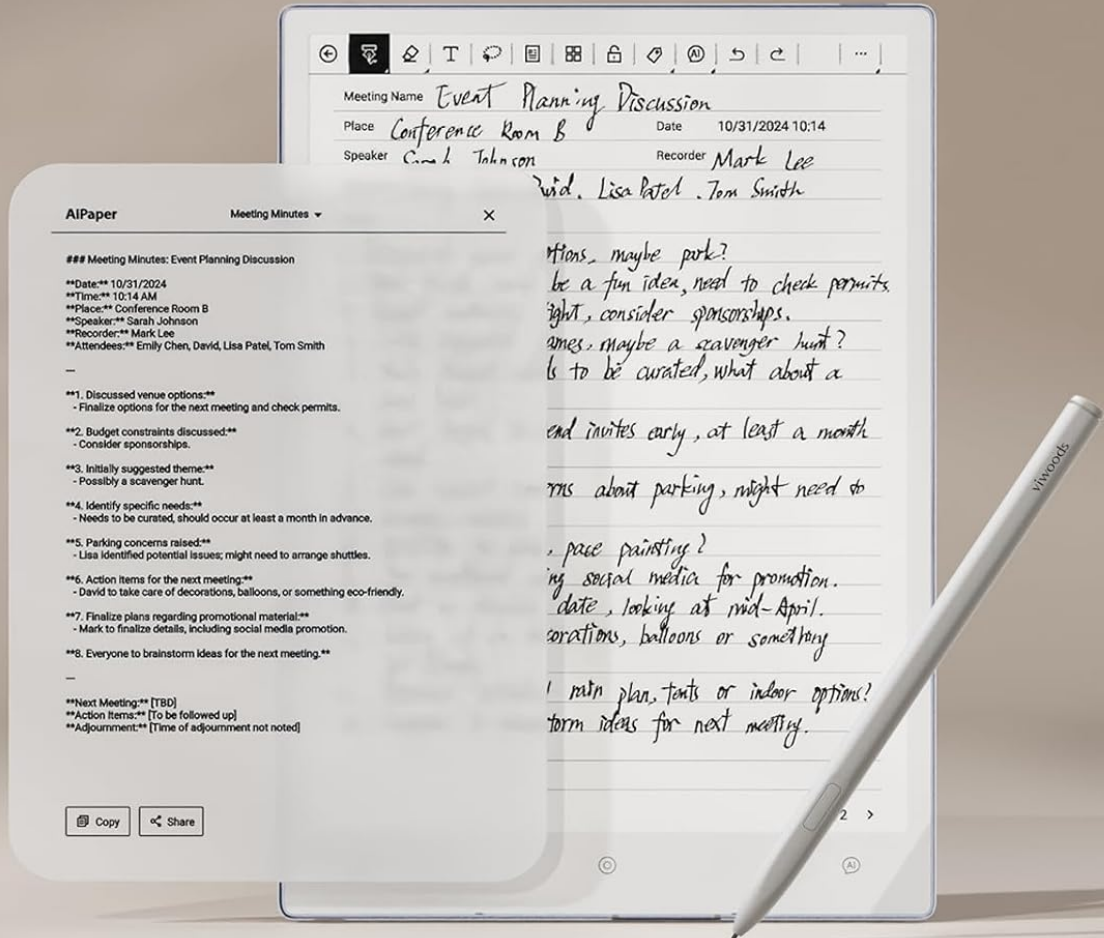 Meeting Name Event Planning Discussion
Place Conference Room B Date 10/31/2024 10:14
Speaker Johnson Recorder Mark Lee
Lisa Patel . Tom Smith
maybe park?
be a fun idea, need to check permits.
consider sponsorships.
maybe a scavenger hunt?
to be curated, what about a
invites early, at least a month
about parking, might need to
, pace painting?
social media for promotion.
date, looking at mid-April.
balloons or something
rain plan, tents or indoor options?
ideas for next meeting.
2 >
AiPaper Meeting Minutes
### Meeting Minutes: Event Planning Discussion
**Date:** 10/31/2024
**Time:** 10:14 AM
**Place:** Conference Room B
**Speaker:** Sarah Johnson
**Recorder:** Mark Lee
**Attendees:** Emily Chen, David, Lisa Patel, Tom Smith
—
**1. Discussed venue options:**
- Finalize options for the next meeting and check permits.
**2. Budget constraints discussed:**
- Consider sponsorships.
**3. Initially suggested theme:**
- Possibly a scavenger hunt.
**4. Identify specific needs:**
- Needs to be curated, should occur at least a month in advance.
**5. Parking concerns raised:**
- Lisa identified potential issues; might need to arrange shuttles.
**6. Action items for the next meeting:**
- David to take care of decorations, balloons, or something eco-friendly.
**7. Finalize plans regarding promotional material:**
- Mark to finalize details, including social media promotion.
**8. Everyone to brainstorm ideas for the next meeting.**
—
**Next Meeting:** [TBD]
**Action Items:** [To be followed up]
**Adjournment:** [Time of adjournment not noted]
Copy Share
viwoods